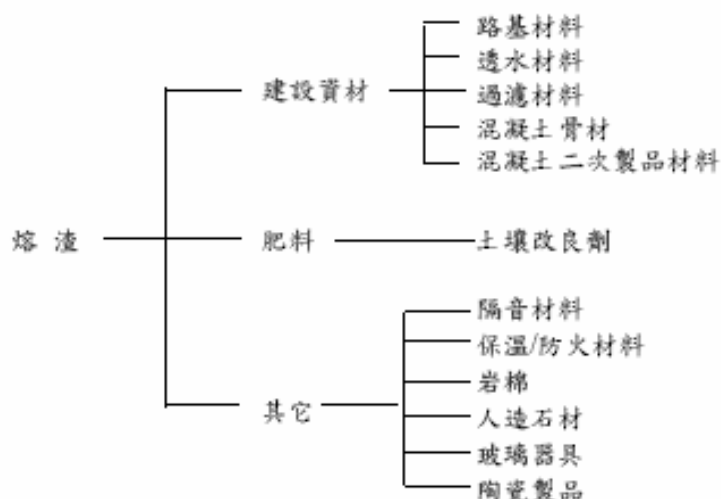 路基材料
透水材料
建設資材
過濾材料
混凝土骨材
混凝土二次製品材料
熔渣
肥料
土壤改良劑
隔音材料
保溫/防火材料
岩棉
其它
人造石材
玻璃器具
陶瓷製品